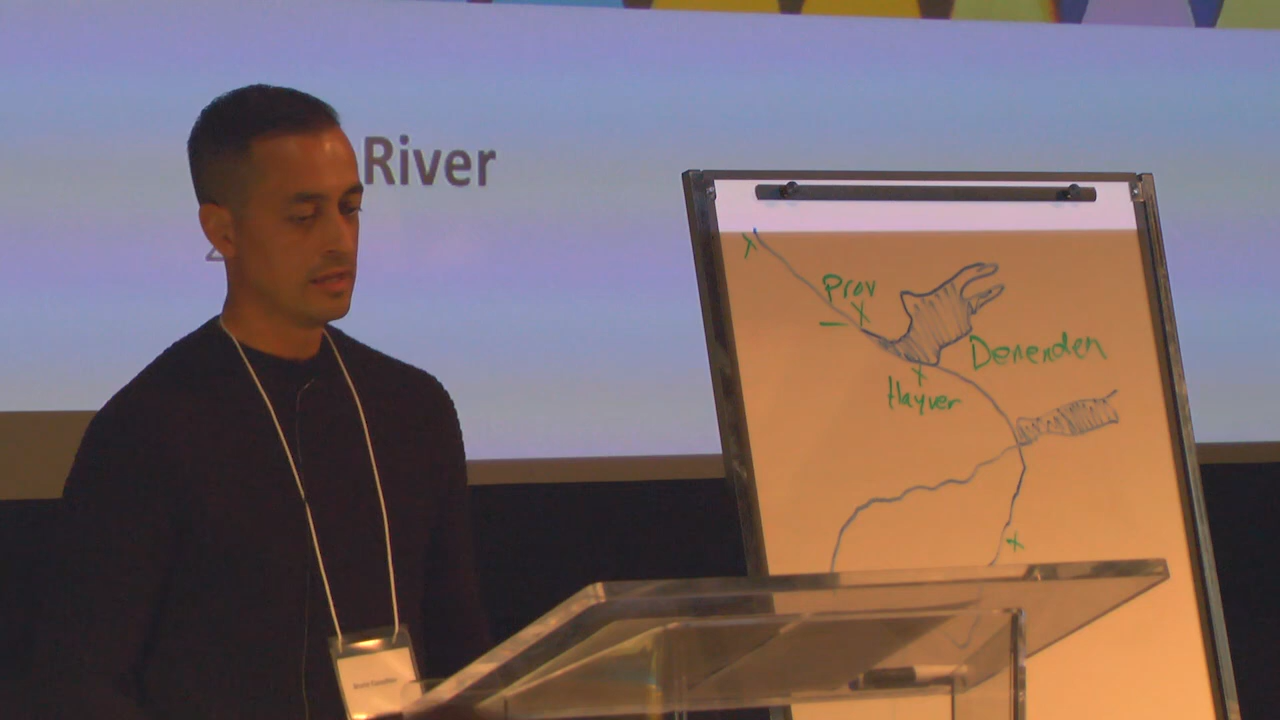 River
X
Prov
X
Denenden
X
Hayver
X